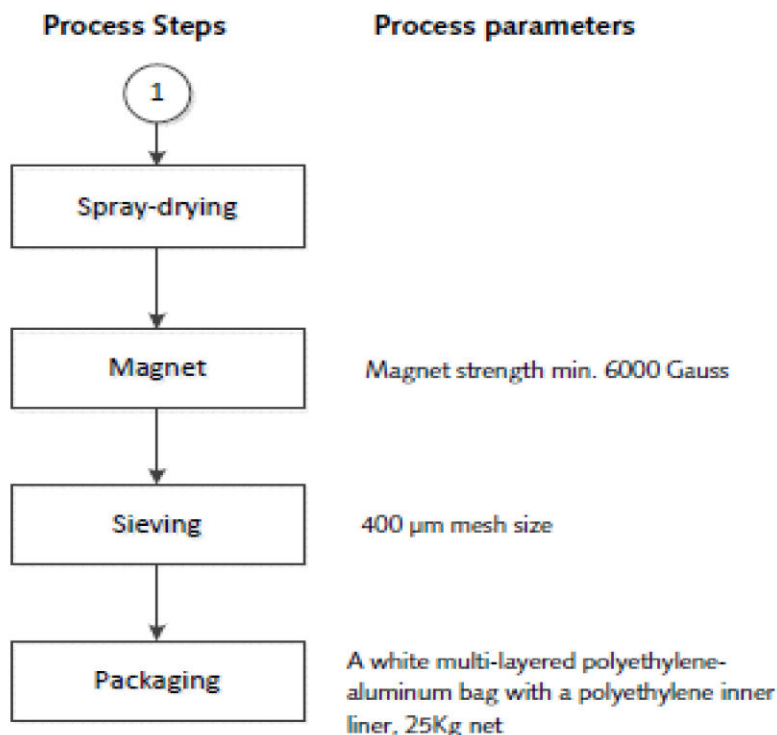 Process Steps Process parameters
1
Spray-drying
Magnet
Magnet strength min. 6000 Gauss
Sieving
400 µm mesh size
Packaging
A white multi-layered polyethylene-
aluminum bag with a polyethylene inner
liner, 25Kg net